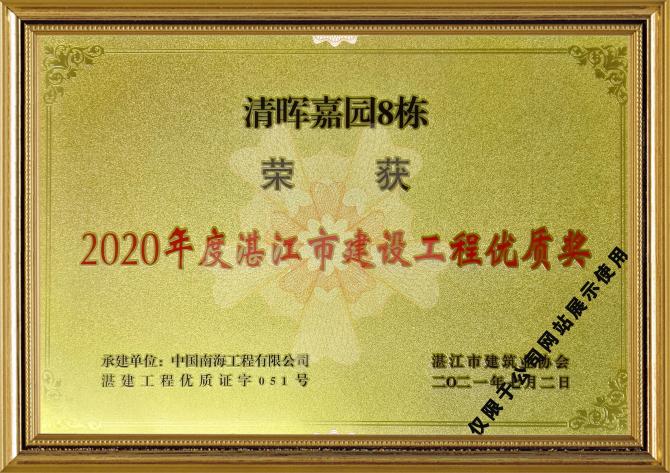 清晖嘉园8栋
荣 获
2020年度湛江市建设工程优质奖
承建单位：中国南海工程有限公司
湛建工程优质证字051号
湛江市建筑业协会
二〇二一年七月二日
仅限于公司网站展示使用